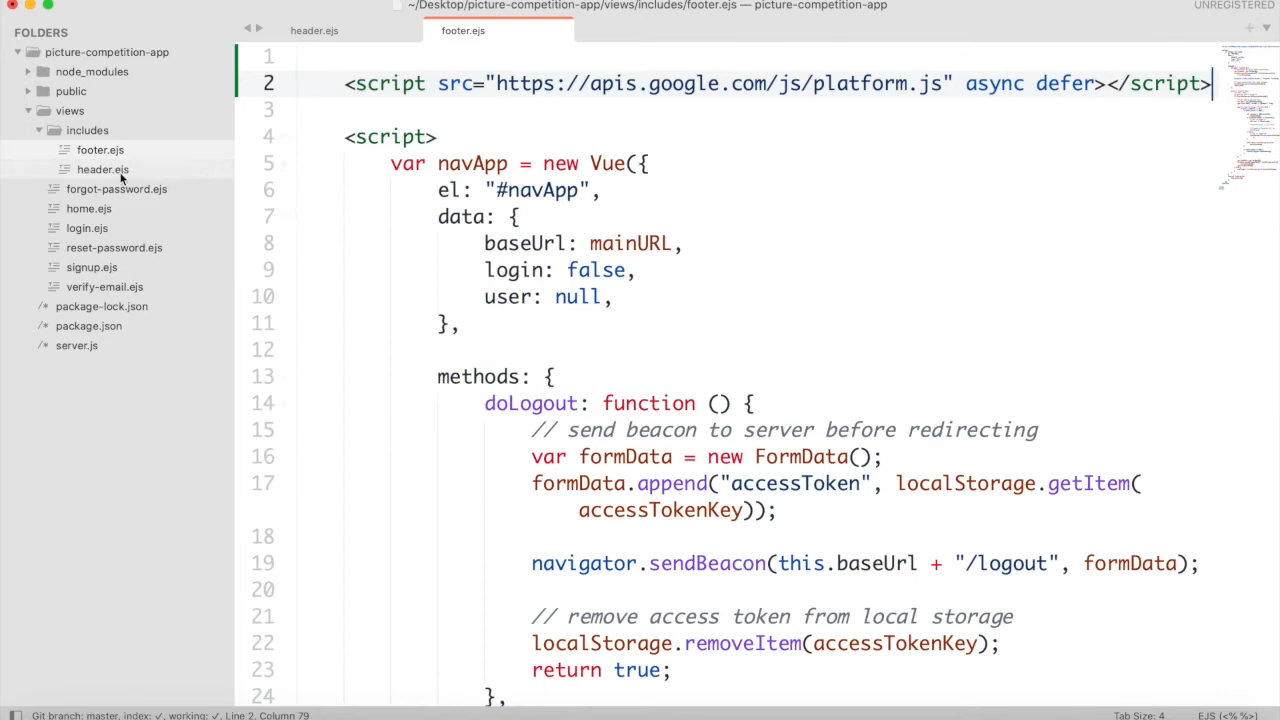 ~/Desktop/picture-competition-app/views/includes/footer.ejs — picture-competition-app
UNREGISTERED
FOLDERS
picture-competition-app
node_modules
public
views
includes
footer.ejs
header.ejs
forgot-password.ejs
home.ejs
login.ejs
reset-password.ejs
signup.ejs
verify-email.ejs
/* package-lock.json
/* package.json
/* server.js
header.ejs
footer.ejs
1
2 <script src="https://apis.google.com/js/platform.js" async defer></script>
3
4 <script>
5 var navApp = new Vue({
6 el: "#navApp",
7 data: {
8 baseUrl: mainURL,
9 login: false,
10 user: null,
11 },
12
13 methods: {
14 doLogout: function () {
15 // send beacon to server before redirecting
16 var formData = new FormData();
17 formData.append("accessToken", localStorage.getItem(
accessTokenKey));
18
19 navigator.sendBeacon(this.baseUrl + "/logout", formData);
20
21 // remove access token from local storage
22 localStorage.removeItem(accessTokenKey);
23 return true;
24 },
Git branch: master, index: ✓, working: ✓, Line 2, Column 79
Tab Size: 4
EJS (<% %>)